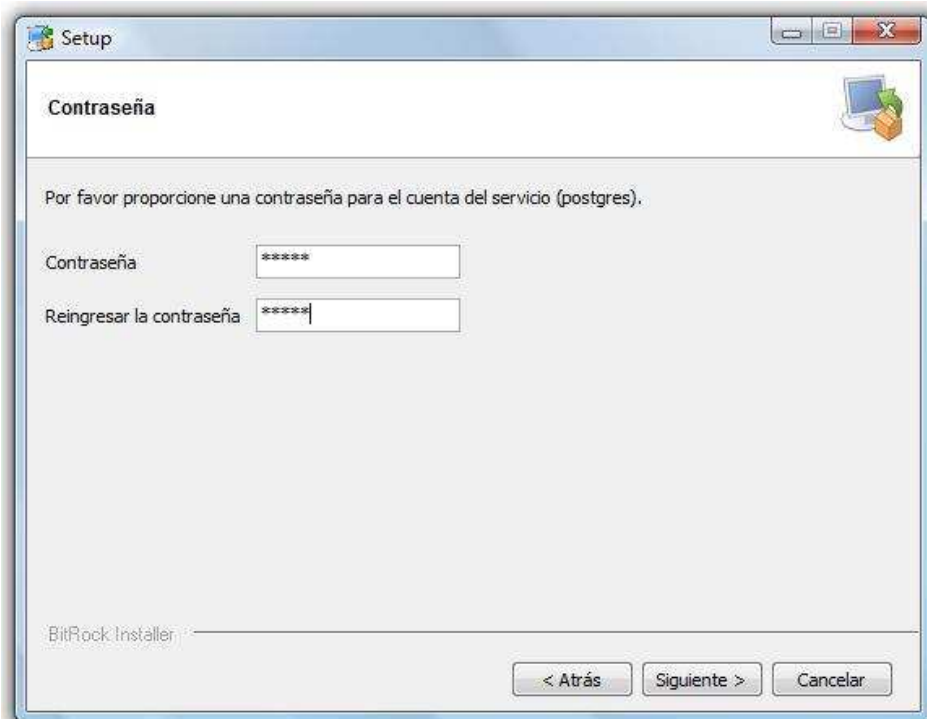 Setup
Contraseña
Por favor proporcione una contraseña para el cuenta del servicio (postgres).
Contraseña *****
Reingresar la contraseña *****
BitRock Installer
< Atrás Siguiente > Cancelar